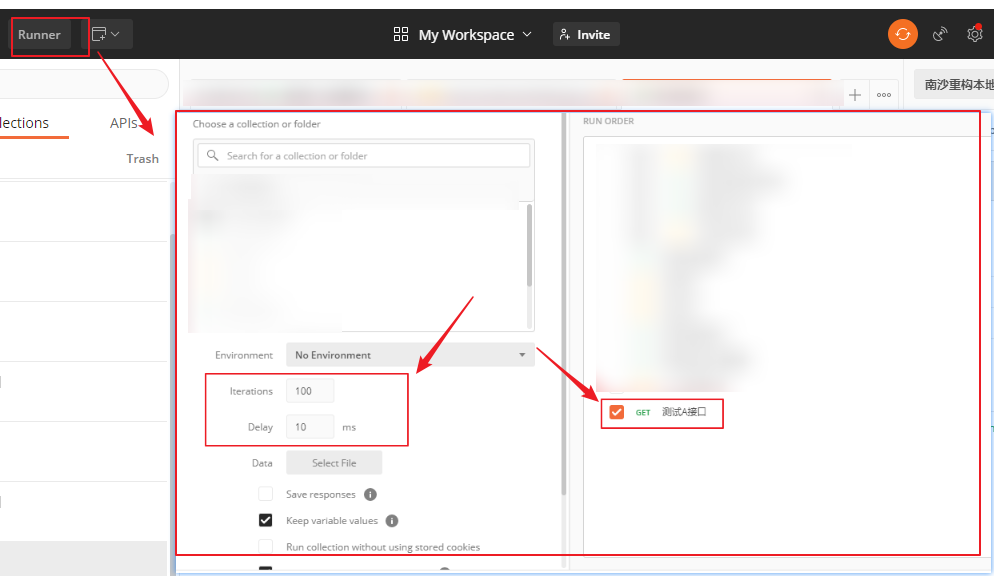 Runner
My Workspace
Invite
南沙重构本地
lections
APIs
Trash
Choose a collection or folder
Search for a collection or folder
RUN ORDER
Environment
No Environment
Iterations
100
Delay
10
ms
Data
Select File
Save responses
Keep variable values
Run collection without using stored cookies
GET
测试A接口